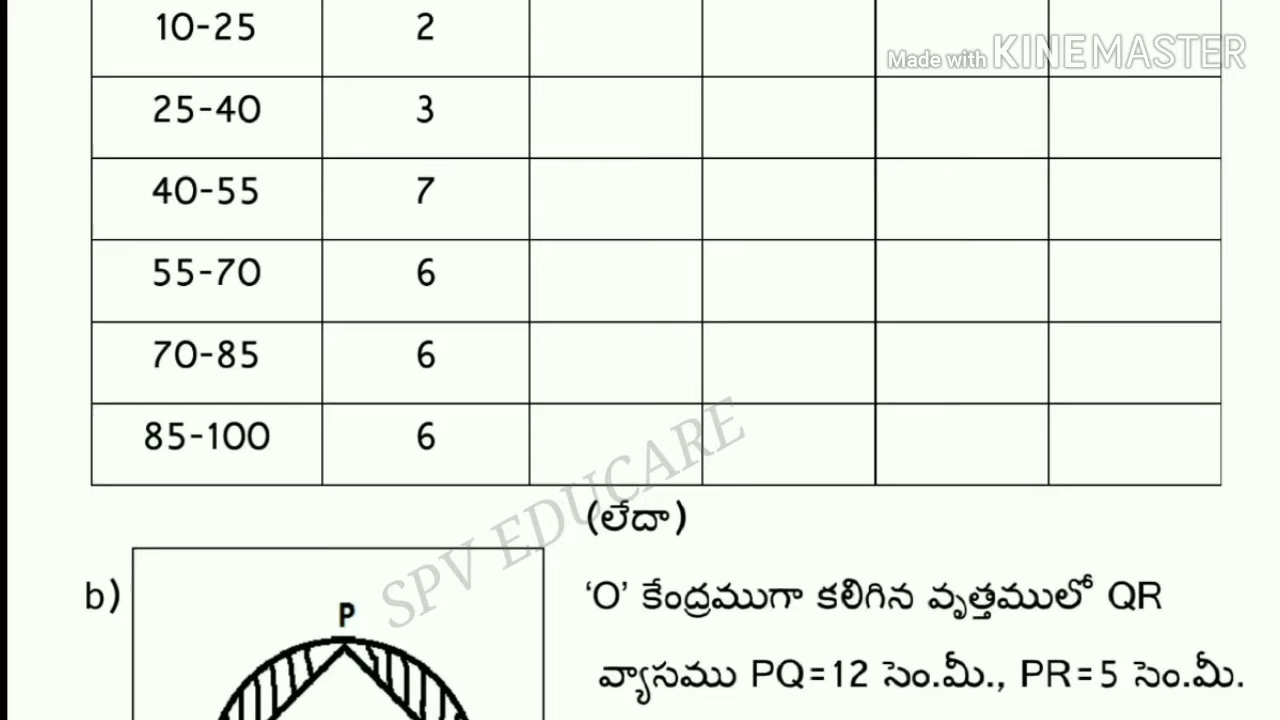 10-25 2
Made with KINEMASTER
25-40 3
40-55 7
55-70 6
70-85 6
85-100 6
SPV EDUCARE
(లేదా)
b)
P
‘O’ కేంద్రముగా కలిగిన వృత్తములో QR
వ్యాసము PQ=12 సెం.మీ., PR=5 సెం.మీ.